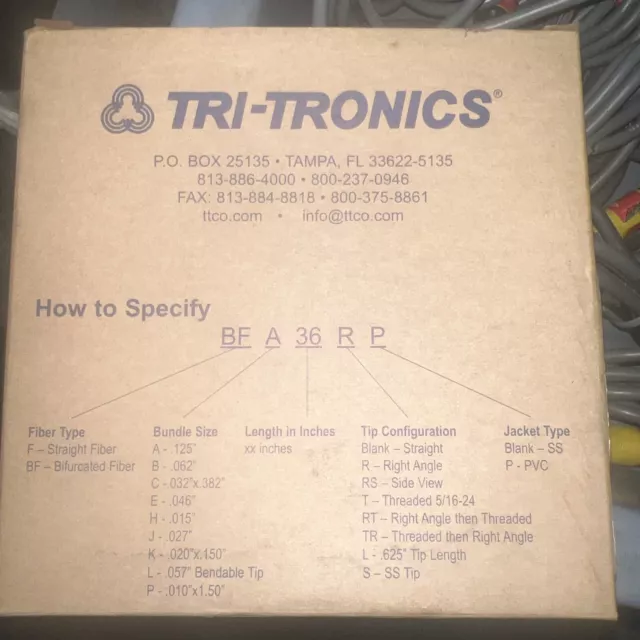 TRI-TRONICS®
P.O. BOX 25135 • TAMPA, FL 33622-5135
813-886-4000 • 800-237-0946
FAX: 813-884-8818 • 800-375-8861
ttco.com • info@ttco.com
How to Specify
BF A 36 R P
Fiber Type
F – Straight Fiber
BF – Bifurcated Fiber
Bundle Size
A - .125"
B - .062"
C - .032"x.382"
E - .046"
H - .015"
J - .027"
K - .020"x.150"
L - .057" Bendable Tip
P - .010"x1.50"
Length in Inches
xx inches
Tip Configuration
Blank – Straight
R – Right Angle
RS – Side View
T – Threaded 5/16-24
RT – Right Angle then Threaded
TR – Threaded then Right Angle
L - .625" Tip Length
S – SS Tip
Jacket Type
Blank – SS
P - PVC